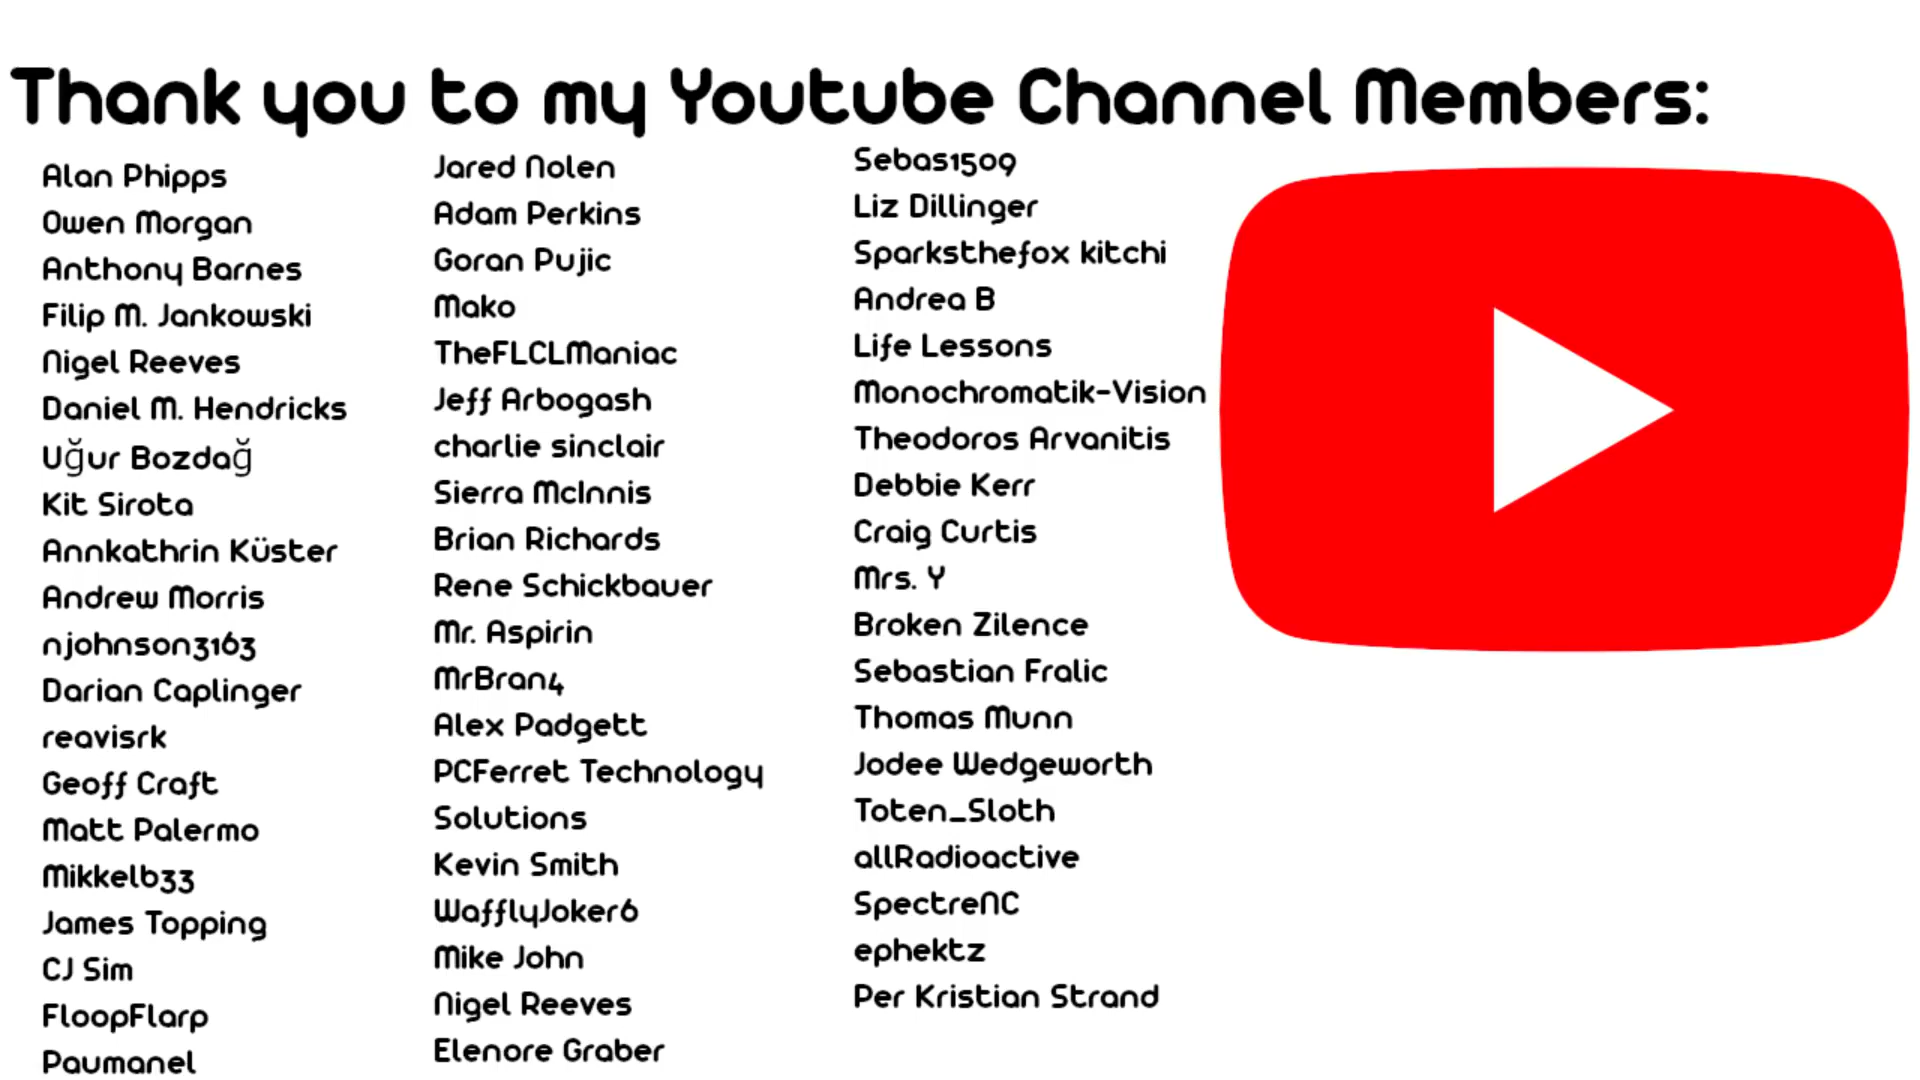 Thank you to my Youtube Channel Members:
Alan Phipps
Owen Morgan
Anthony Barnes
Filip M. Jankowski
Nigel Reeves
Daniel M. Hendricks
Uğur Bozdağ
Kit Sirota
Annkathrin Küster
Andrew Morris
njohnson3163
Darian Caplinger
reavisrk
Geoff Craft
Matt Palermo
Mikkelb33
James Topping
CJ Sim
FloopFlarp
Paumanel
Jared Nolen
Adam Perkins
Goran Pujic
Mako
TheFLCLManiac
Jeff Arbogash
charlie sinclair
Sierra McInnis
Brian Richards
Rene Schickbauer
Mr. Aspirin
MrBran4
Alex Padgett
PCFerret Technology
Solutions
Kevin Smith
WafflyJoker6
Mike John
Nigel Reeves
Elenore Graber
Sebas1509
Liz Dillinger
Sparksthefox kitchi
Andrea B
Life Lessons
Monochromatik-Vision
Theodoros Arvanitis
Debbie Kerr
Craig Curtis
Mrs. Y
Broken Zilence
Sebastian Fralic
Thomas Munn
Jodee Wedgeworth
Toten_Sloth
allRadioactive
SpectreNC
ephektz
Per Kristian Strand